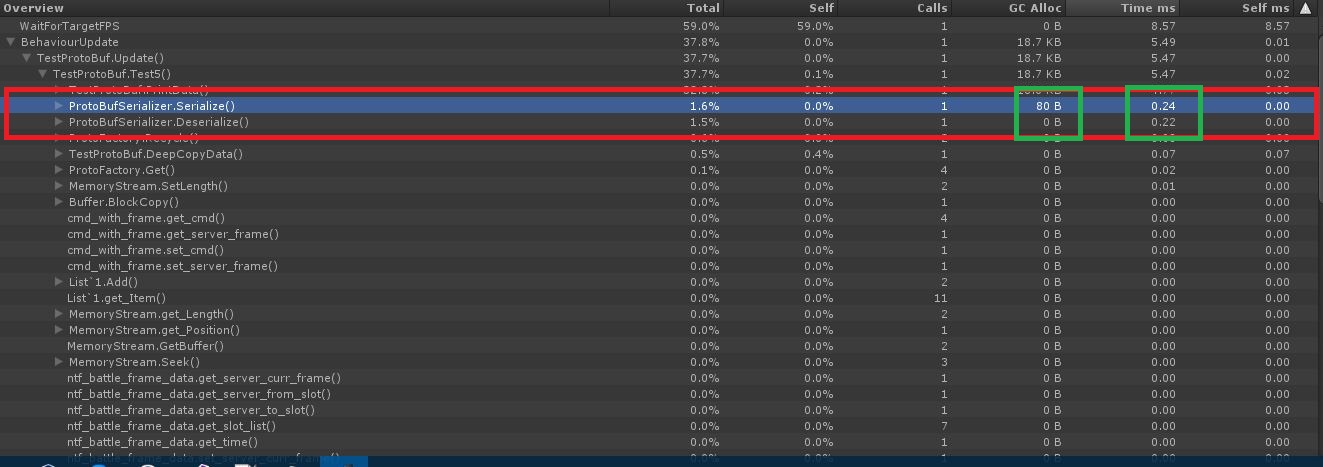 Overview Total Self Calls GC Alloc Time ms Self ms
WaitForTargetFPS 59.0% 59.0% 1 0 B 8.57 8.57
BehaviourUpdate 37.8% 0.0% 1 18.7 KB 5.49 0.01
TestProtoBuf.Update() 37.7% 0.0% 1 18.7 KB 5.47 0.00
TestProtoBuf.Test5() 37.7% 0.1% 1 18.7 KB 5.47 0.02
TestProtoBuf.PrintData()
ProtoBufSerializer.Serialize() 1.6% 0.0% 1 80 B 0.24 0.00
ProtoBufSerializer.Deserialize() 1.5% 0.0% 1 0 B 0.22 0.00
ProtoFactory.Recycle()
TestProtoBuf.DeepCopyData() 0.5% 0.4% 1 0 B 0.07 0.07
ProtoFactory.Get() 0.1% 0.0% 4 0 B 0.02 0.00
MemoryStream.SetLength() 0.0% 0.0% 2 0 B 0.01 0.00
Buffer.BlockCopy() 0.0% 0.0% 1 0 B 0.00 0.00
cmd_with_frame.get_cmd() 0.0% 0.0% 4 0 B 0.00 0.00
cmd_with_frame.get_server_frame() 0.0% 0.0% 1 0 B 0.00 0.00
cmd_with_frame.set_cmd() 0.0% 0.0% 1 0 B 0.00 0.00
cmd_with_frame.set_server_frame() 0.0% 0.0% 1 0 B 0.00 0.00
List`1.Add() 0.0% 0.0% 2 0 B 0.00 0.00
List`1.get_Item() 0.0% 0.0% 11 0 B 0.00 0.00
MemoryStream.get_Length() 0.0% 0.0% 2 0 B 0.00 0.00
MemoryStream.get_Position() 0.0% 0.0% 1 0 B 0.00 0.00
MemoryStream.GetBuffer() 0.0% 0.0% 2 0 B 0.00 0.00
MemoryStream.Seek() 0.0% 0.0% 3 0 B 0.00 0.00
ntf_battle_frame_data.get_server_curr_frame() 0.0% 0.0% 1 0 B 0.00 0.00
ntf_battle_frame_data.get_server_from_slot() 0.0% 0.0% 1 0 B 0.00 0.00
ntf_battle_frame_data.get_server_to_slot() 0.0% 0.0% 1 0 B 0.00 0.00
ntf_battle_frame_data.get_slot_list() 0.0% 0.0% 7 0 B 0.00 0.00
ntf_battle_frame_data.get_time() 0.0% 0.0% 1 0 B 0.00 0.00
ntf_battle_frame_data.set_server_curr_frame() 0.0% 0.0% 1 0 B 0.00 0.00